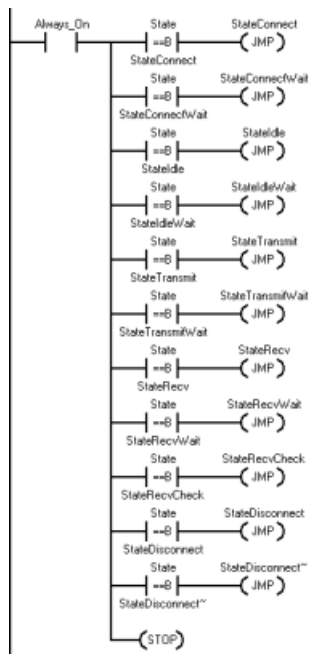 Always_On State StateConnect
==B JMP
StateConnect
State StateConnectWait
==B JMP
StateConnectWait
State StateIdle
==B JMP
StateIdle
State StateIdleWait
==B JMP
StateIdleWait
State StateTransmit
==B JMP
StateTransmit
State StateTransmitWait
==B JMP
StateTransmitWait
State StateRecv
==B JMP
StateRecv
State StateRecvWait
==B JMP
StateRecvWait
State StateRecvCheck
==B JMP
StateRecvCheck
State StateDisconnect
==B JMP
StateDisconnect
State StateDisconnect~
==B JMP
StateDisconnect~
STOP